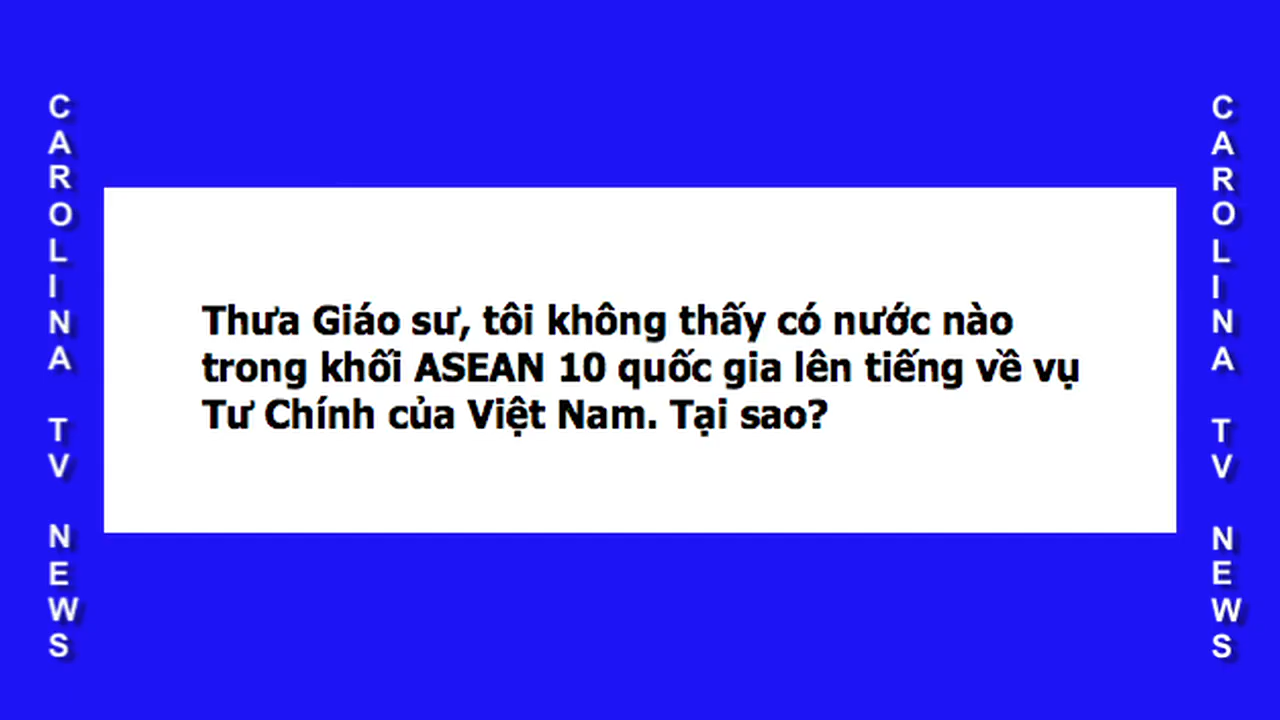 CAROLINA TV NEWS
Thưa Giáo sư, tôi không thấy có nước nào
trong khối ASEAN 10 quốc gia lên tiếng về vụ
Tư Chính của Việt Nam. Tại sao?
CAROLINA TV NEWS